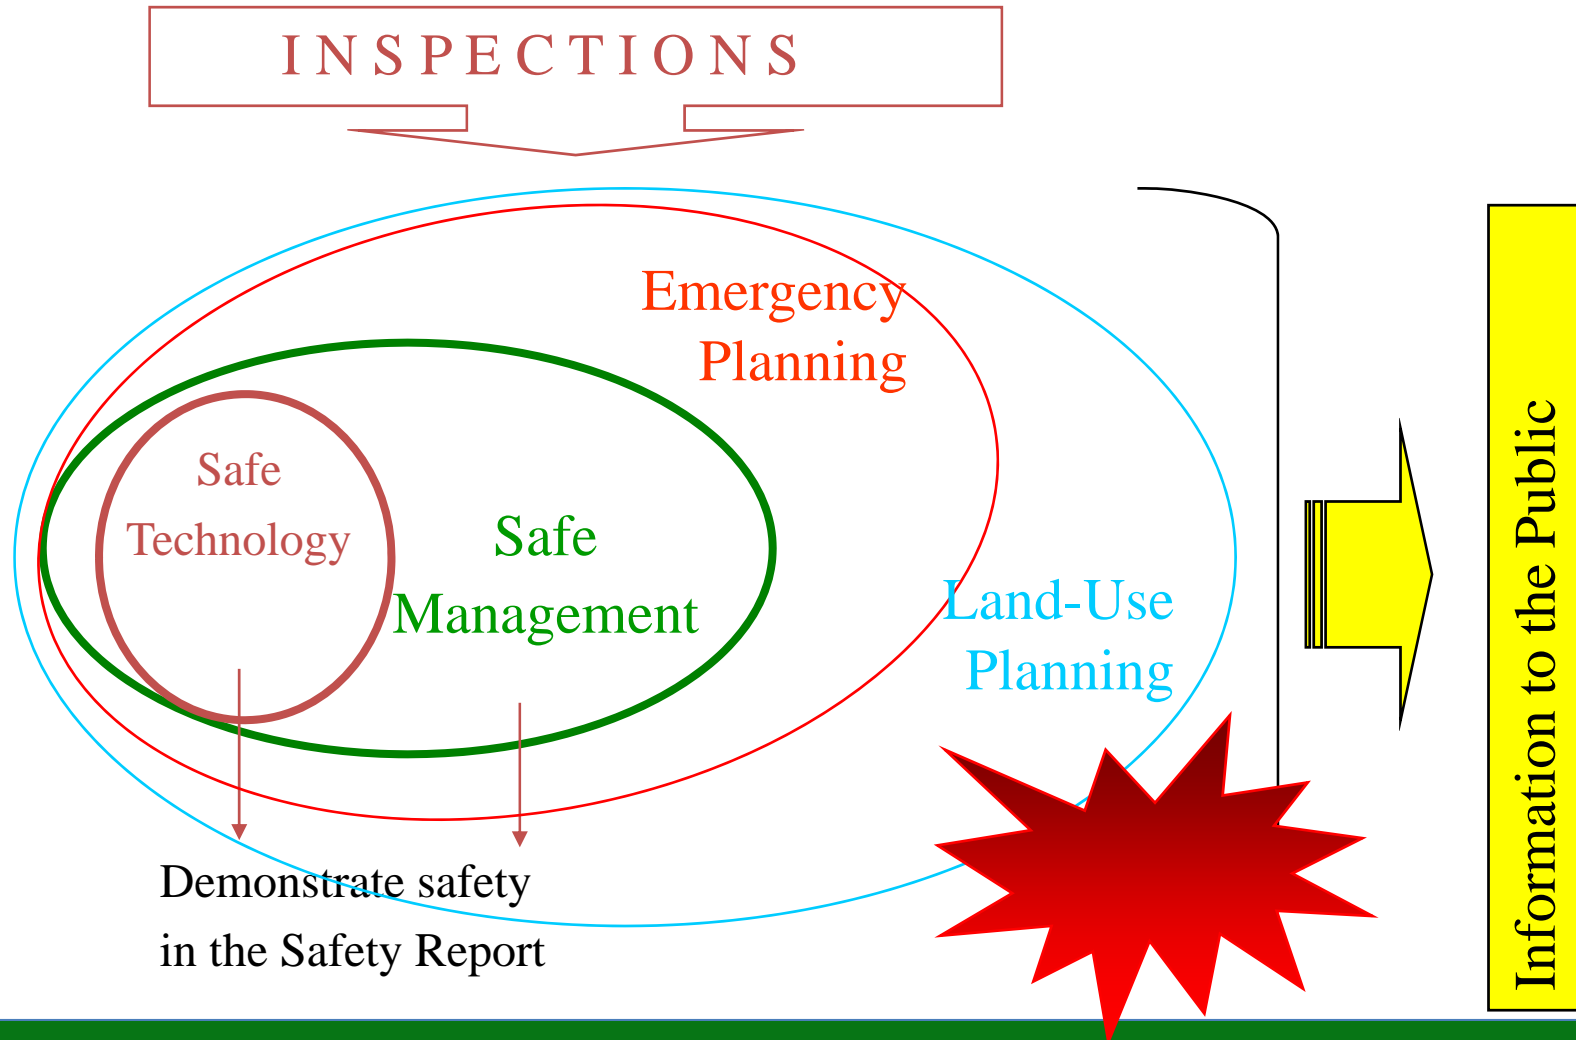 I N S P E C T I O N S
Emergency
Planning
Safe
Technology
Safe
Management
Land-Use
Planning
Demonstrate safety
in the Safety Report
Information to the Public